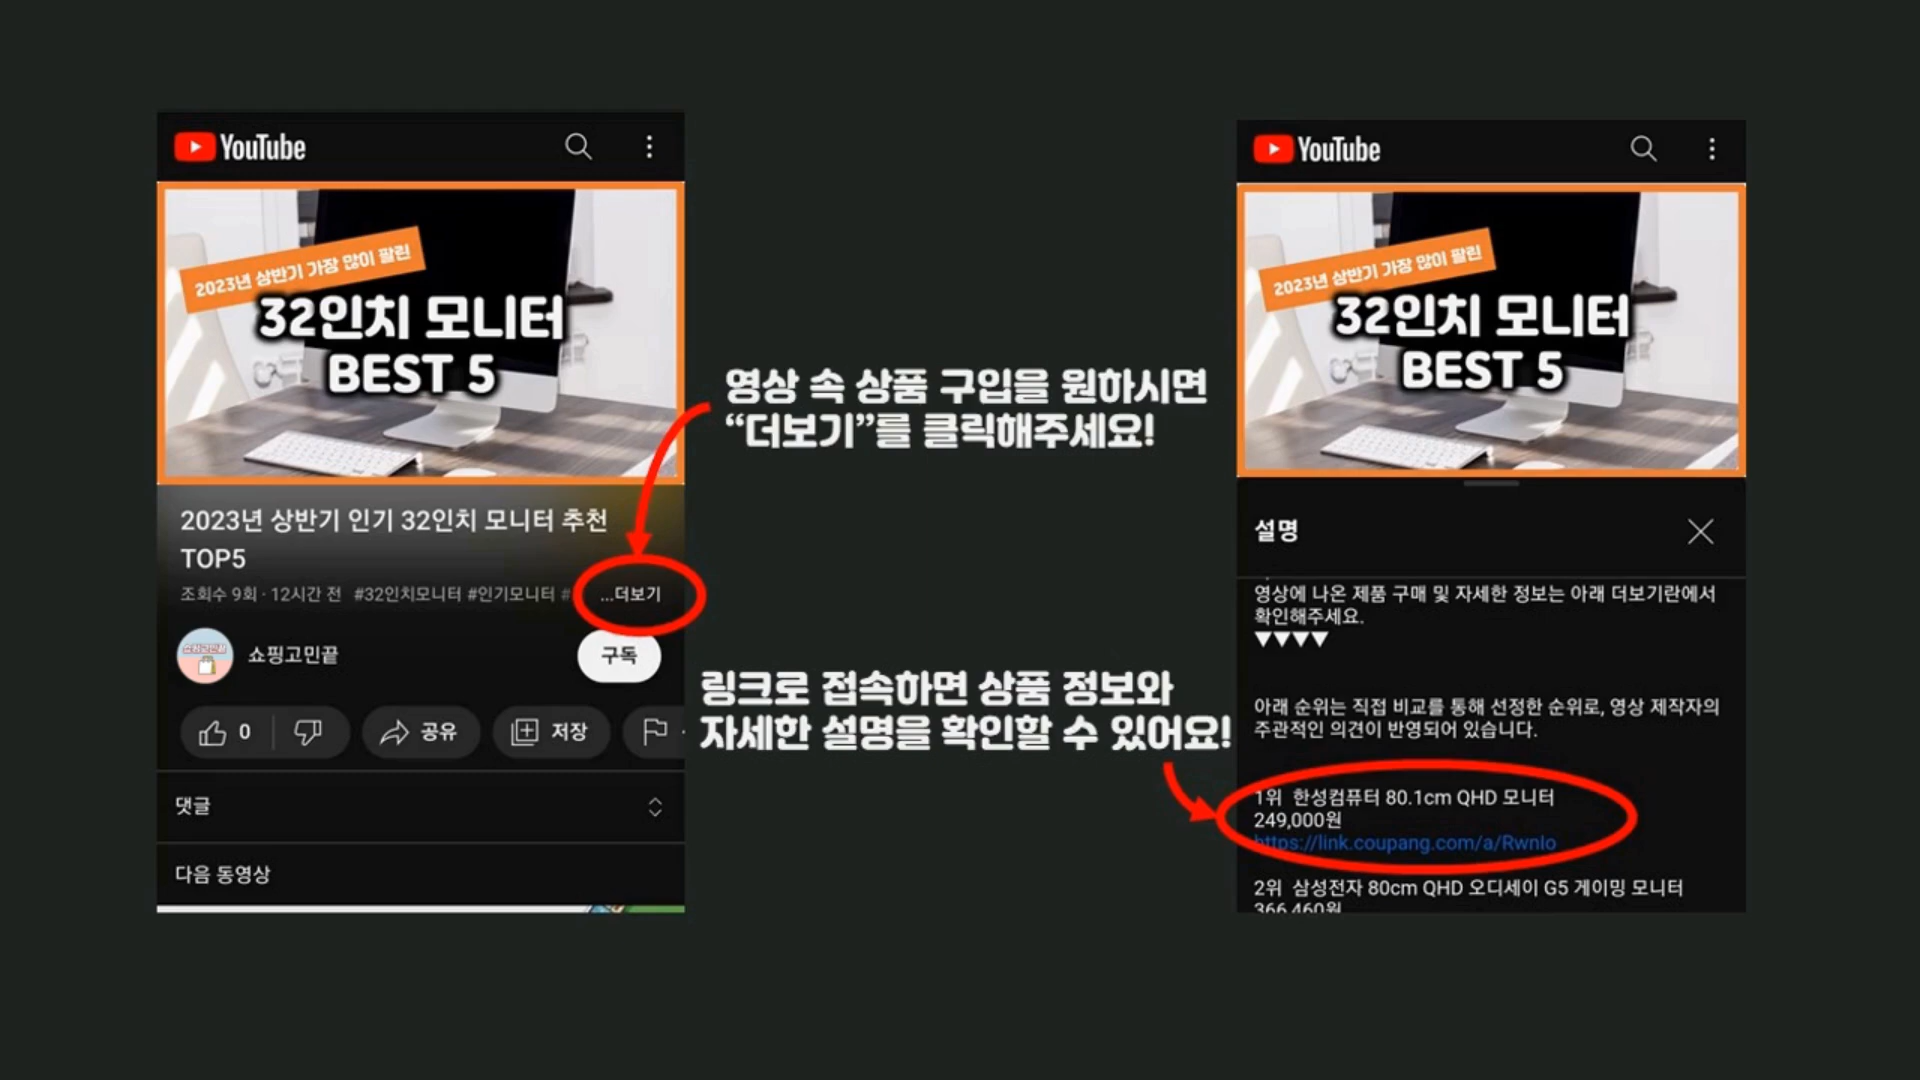 YouTube
2023년 상반기 가장 많이 팔린
32인치 모니터
BEST 5
2023년 상반기 인기 32인치 모니터 추천
TOP5
조회수 9회 · 12시간 전 #32인치모니터 #인기모니터 # ...더보기
쇼핑고민끝
쇼핑고민끝
구독
0
공유
저장
댓글
다음 동영상
영상 속 상품 구입을 원하시면
“더보기”를 클릭해주세요!
링크로 접속하면 상품 정보와
자세한 설명을 확인할 수 있어요!
YouTube
2023년 상반기 가장 많이 팔린
32인치 모니터
BEST 5
설명
영상에 나온 제품 구매 및 자세한 정보는 아래 더보기란에서
확인해주세요.
▼▼▼▼
아래 순위는 직접 비교를 통해 선정한 순위로, 영상 제작자의
주관적인 의견이 반영되어 있습니다.
1위 한성컴퓨터 80.1cm QHD 모니터
249,000원
https://link.coupang.com/a/RwnIo
2위 삼성전자 80cm QHD 오디세이 G5 게이밍 모니터
366,460원